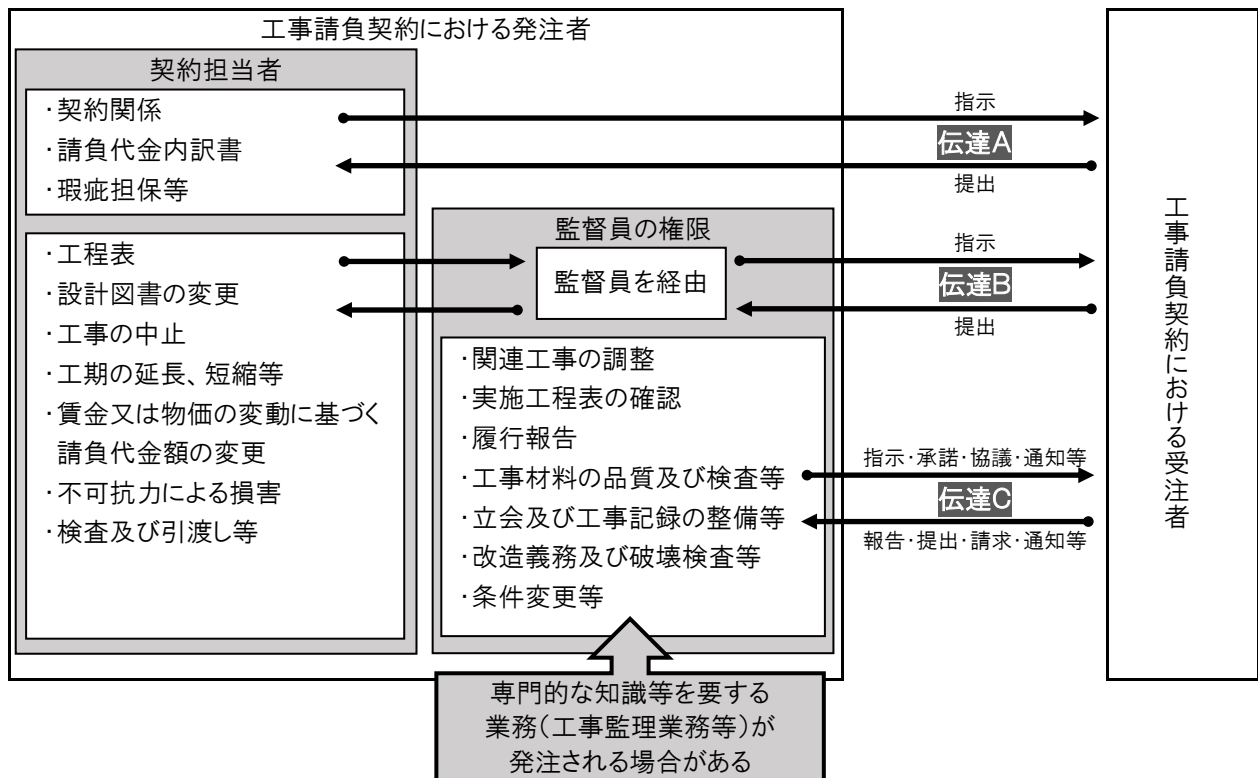 工事請負契約における発注者
契約担当者
・契約関係
・請負代金内訳書
・瑕疵担保等
・工程表
・設計図書の変更
・工事の中止
・工期の延長、短縮等
・賃金又は物価の変動に基づく
請負代金額の変更
・不可抗力による損害
・検査及び引渡し等
監督員の権限
監督員を経由
・関連工事の調整
・実施工程表の確認
・履行報告
・工事材料の品質及び検査等
・立会及び工事記録の整備等
・改造義務及び破壊検査等
・条件変更等
専門的な知識等を要する
業務(工事監理業務等)が
発注される場合がある
指示
伝達A
提出
指示
伝達B
提出
指示・承諾・協議・通知等
伝達C
報告・提出・請求・通知等
工事請負契約における受注者